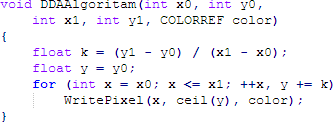 void DDAAlgoritam(int x0, int y0,
int x1, int y1, COLORREF color)
{
float k = (y1 - y0) / (x1 - x0);
float y = y0;
for (int x = x0; x <= x1; ++x, y += k)
WritePixel(x, ceil(y), color);
}